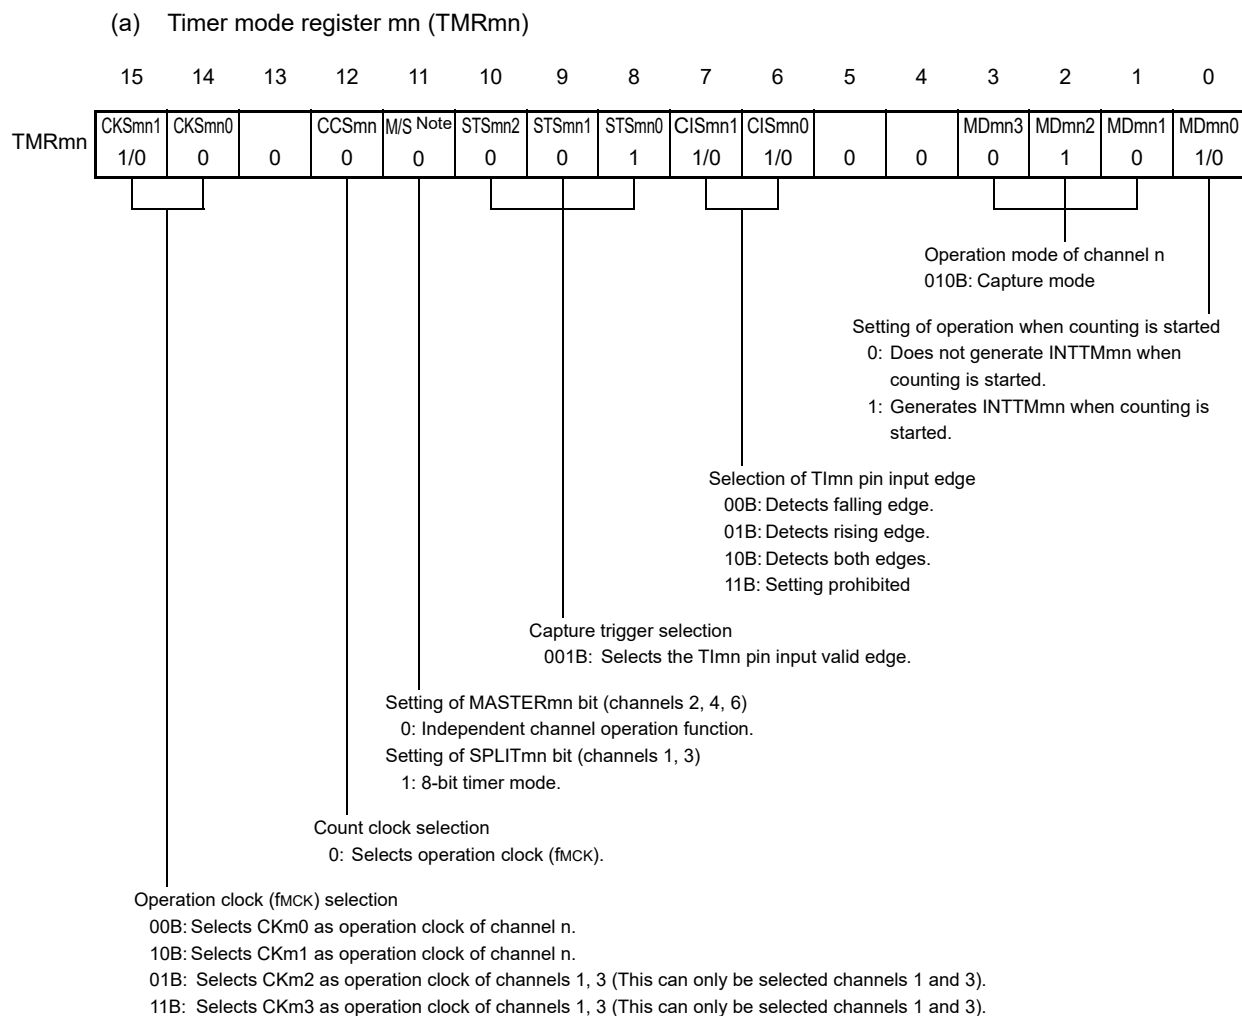 (a) Timer mode register mn (TMRmn)
15 14 13 12 11 10 9 8 7 6 5 4 3 2 1 0
TMRmn
CKSmn1 CKSmn0 CCSmn M/S Note STSmn2 STSmn1 STSmn0 CISmn1 CISmn0 MDmn3 MDmn2 MDmn1 MDmn0
1/0 0 0 0 0 0 0 1 1/0 1/0 0 0 0 1 0 1/0
Operation mode of channel n
010B: Capture mode
Setting of operation when counting is started
0: Does not generate INTTMmn when
counting is started.
1: Generates INTTMmn when counting is
started.
Selection of TImn pin input edge
00B: Detects falling edge.
01B: Detects rising edge.
10B: Detects both edges.
11B: Setting prohibited
Capture trigger selection
001B: Selects the TImn pin input valid edge.
Setting of MASTERmn bit (channels 2, 4, 6)
0: Independent channel operation function.
Setting of SPLITmn bit (channels 1, 3)
1: 8-bit timer mode.
Count clock selection
0: Selects operation clock (fMCK).
Operation clock (fMCK) selection
00B: Selects CKm0 as operation clock of channel n.
10B: Selects CKm1 as operation clock of channel n.
01B: Selects CKm2 as operation clock of channels 1, 3 (This can only be selected channels 1 and 3).
11B: Selects CKm3 as operation clock of channels 1, 3 (This can only be selected channels 1 and 3).